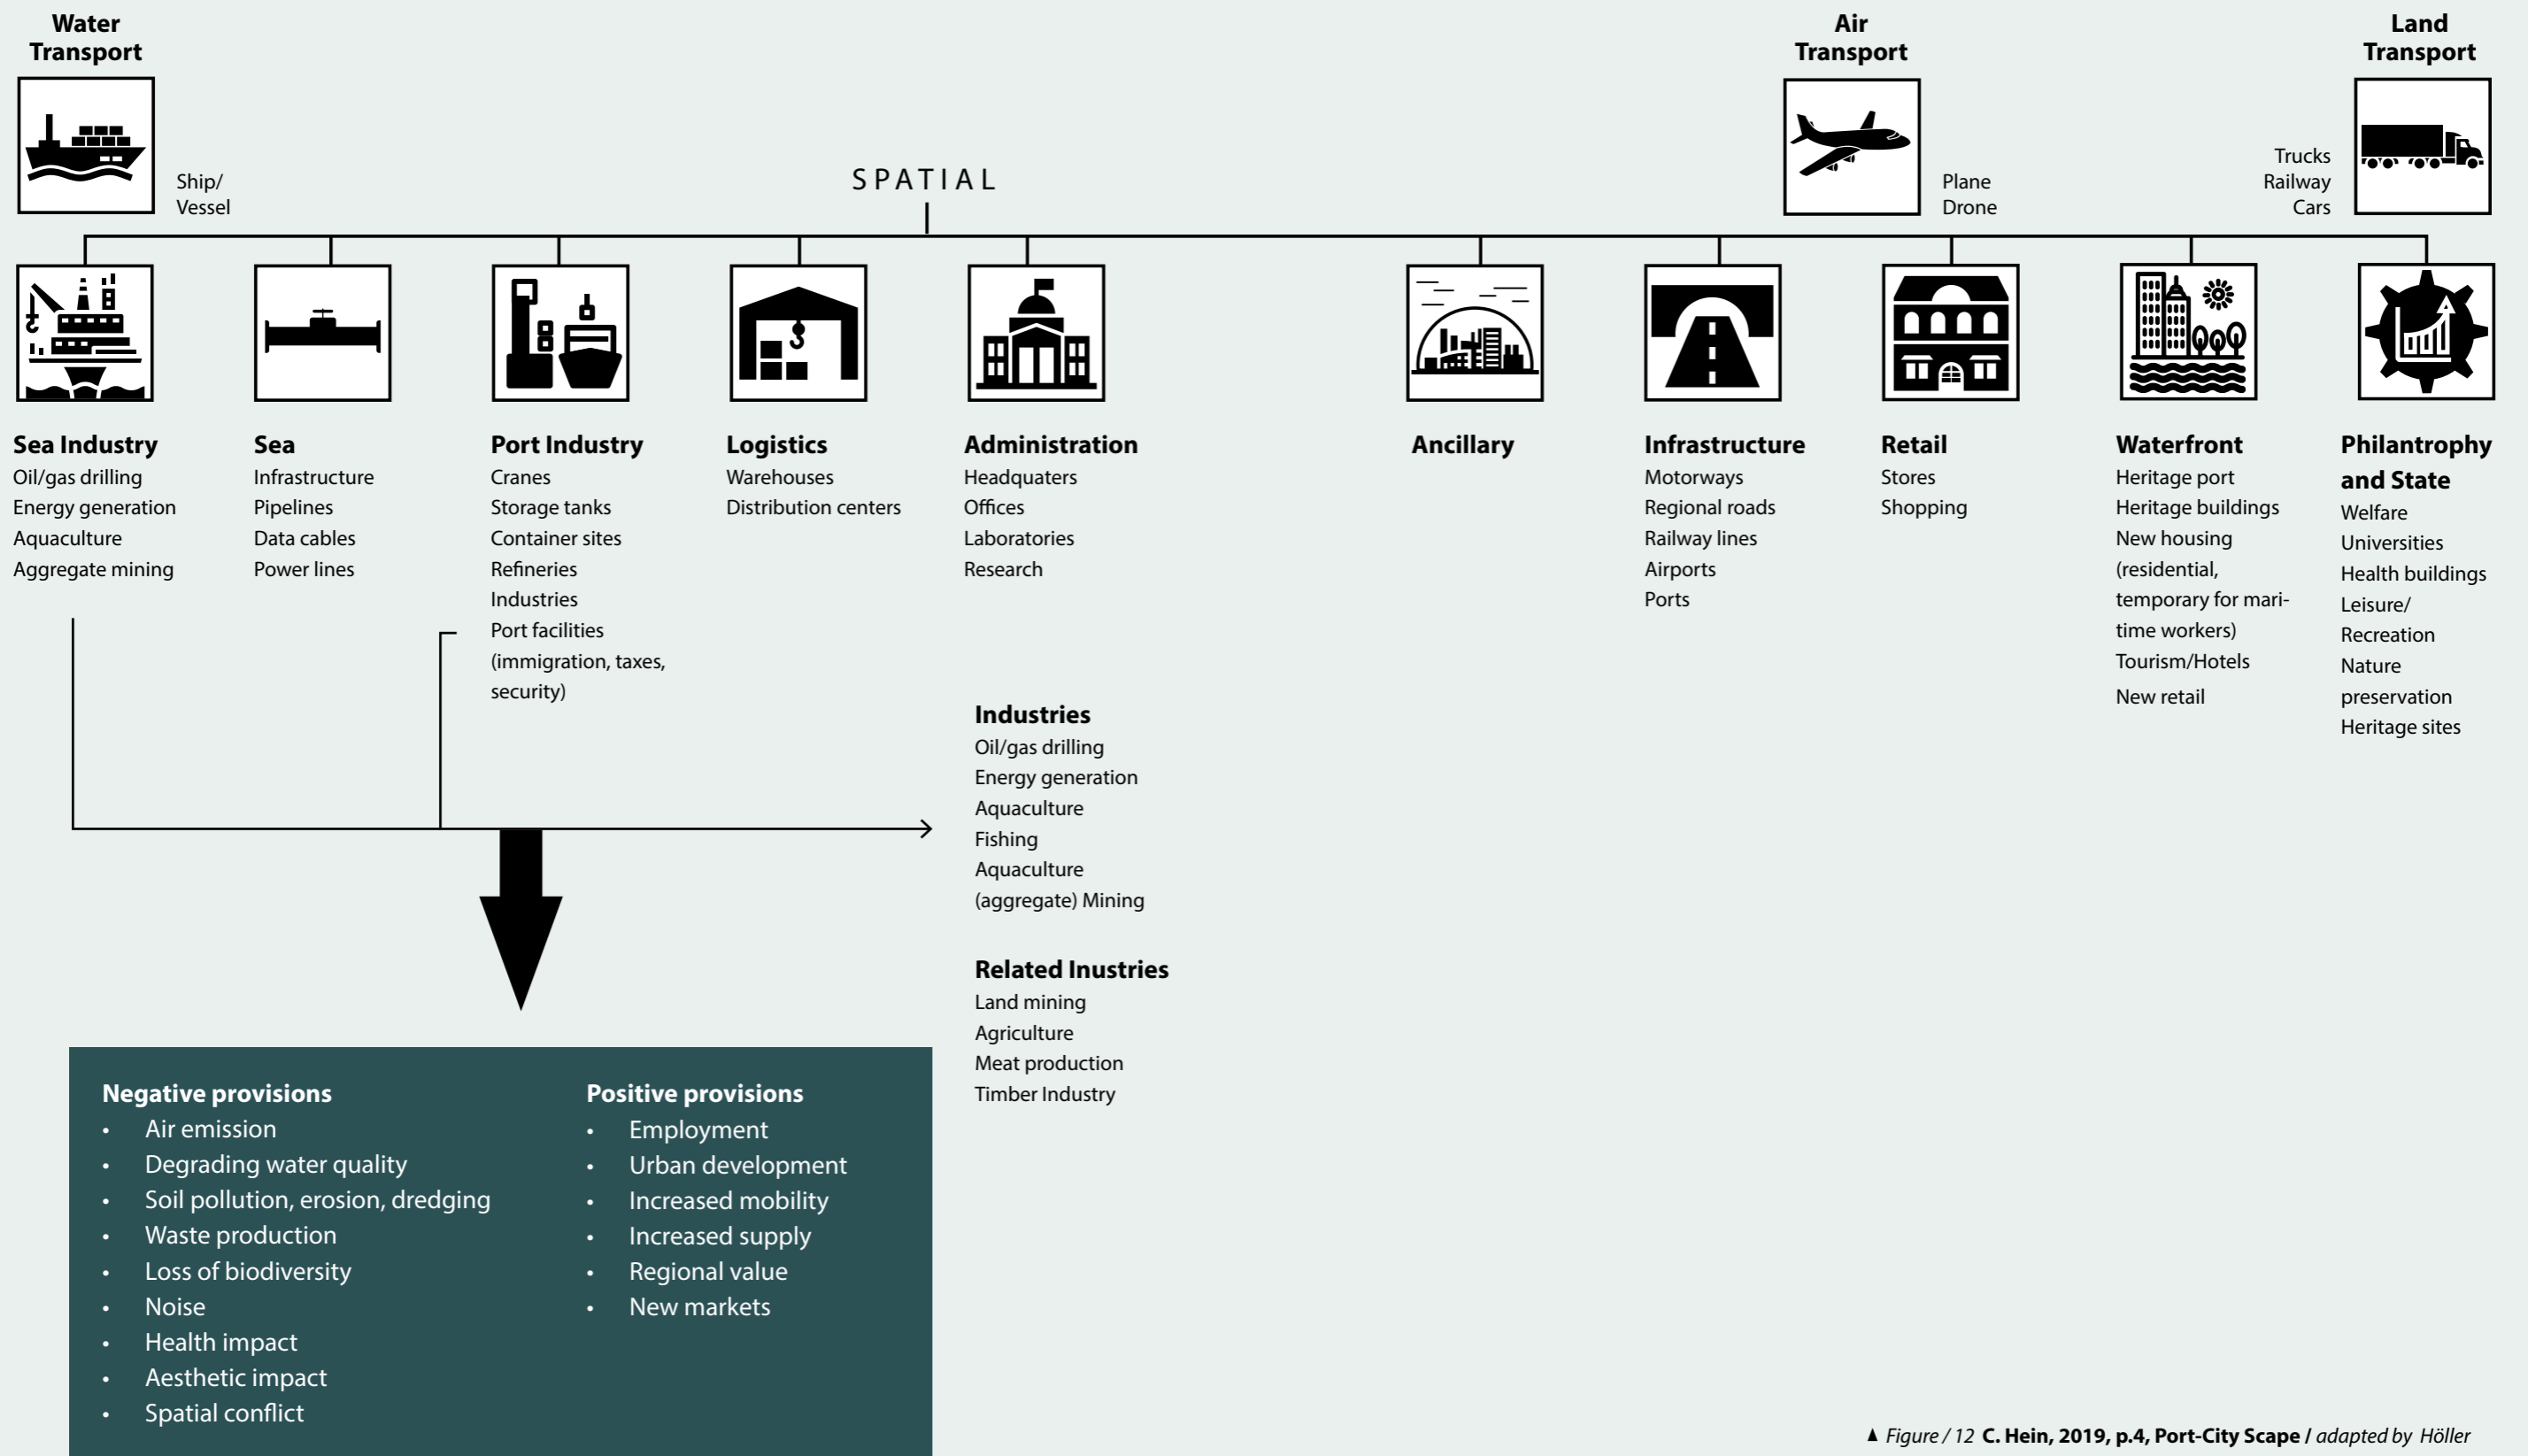 Water
Transport
Ship/
Vessel
SPATIAL
Air
Transport
Plane
Drone
Land
Transport
Trucks
Railway
Cars
Sea Industry
Oil/gas drilling
Energy generation
Aquaculture
Aggregate mining
Sea
Infrastructure
Pipelines
Data cables
Power lines
Port Industry
Cranes
Storage tanks
Container sites
Refineries
Industries
Port facilities
(immigration, taxes,
security)
Logistics
Warehouses
Distribution centers
Administration
Headquaters
Offices
Laboratories
Research
Ancillary
Infrastructure
Motorways
Regional roads
Railway lines
Airports
Ports
Retail
Stores
Shopping
Waterfront
Heritage port
Heritage buildings
New housing
(residential,
temporary for mari-
time workers)
Tourism/Hotels
New retail
Philantrophy
and State
Welfare
Universities
Health buildings
Leisure/
Recreation
Nature
preservation
Heritage sites
Industries
Oil/gas drilling
Energy generation
Aquaculture
Fishing
Aquaculture
(aggregate) Mining
Related Inustries
Land mining
Agriculture
Meat production
Timber Industry
Negative provisions
• Air emission
• Degrading water quality
• Soil pollution, erosion, dredging
• Waste production
• Loss of biodiversity
• Noise
• Health impact
• Aesthetic impact
• Spatial conflict
Positive provisions
• Employment
• Urban development
• Increased mobility
• Increased supply
• Regional value
• New markets
▲ Figure / 12 C. Hein, 2019, p.4, Port-City Scape / adapted by Höller